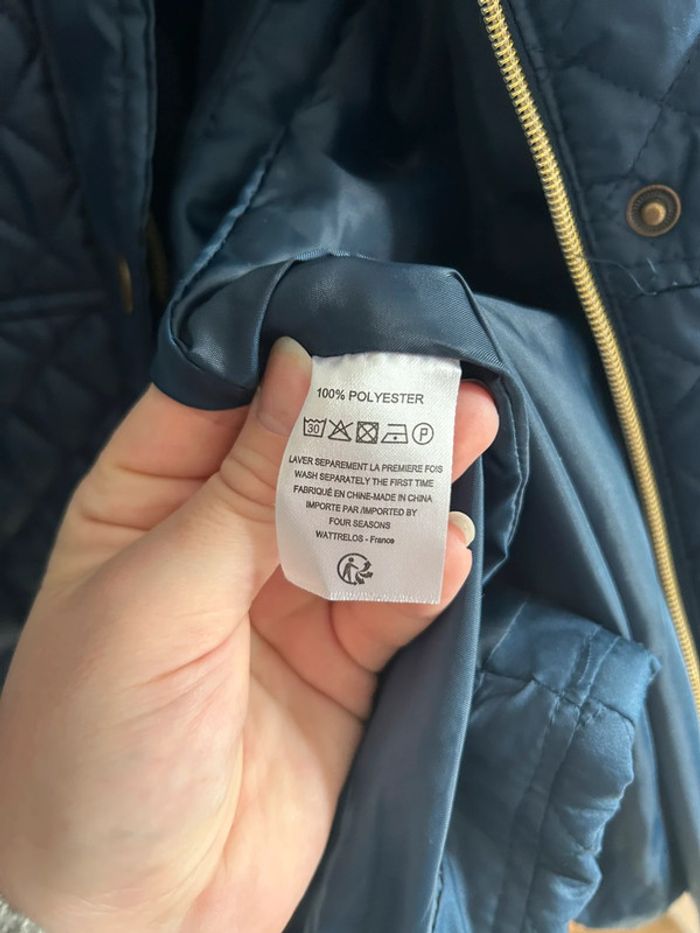 100% POLYESTER
30 P
LAVER SEPAREMENT LA PREMIERE FOIS
WASH SEPARATELY THE FIRST TIME
FABRIQUÉ EN CHINE-MADE IN CHINA
IMPORTE PAR /IMPORTED BY
FOUR SEASONS
WATTRELOS - France